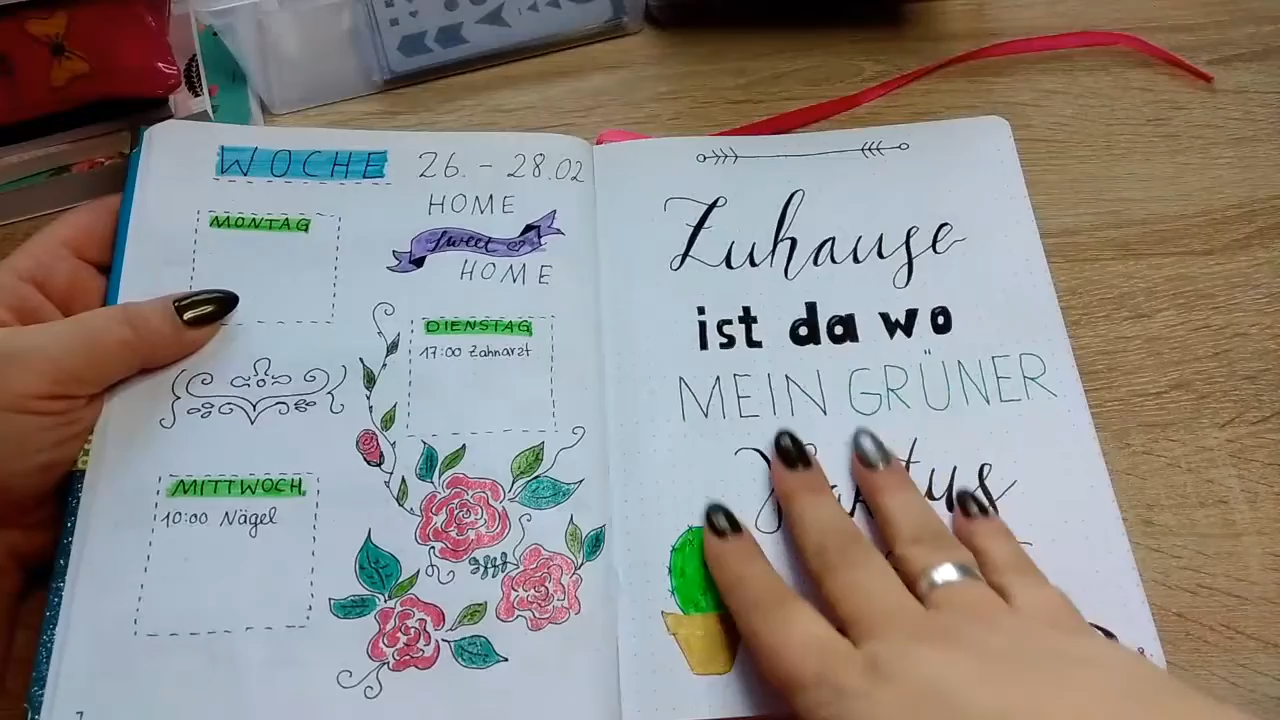 WOCHE 26. - 28.02
HOME
Sweet
HOME
MONTAG
DIENSTAG
17:00 Zahnarzt
MITTWOCH
10:00 Nägel
7
Zuhause
ist da wo
MEIN GRÜNER